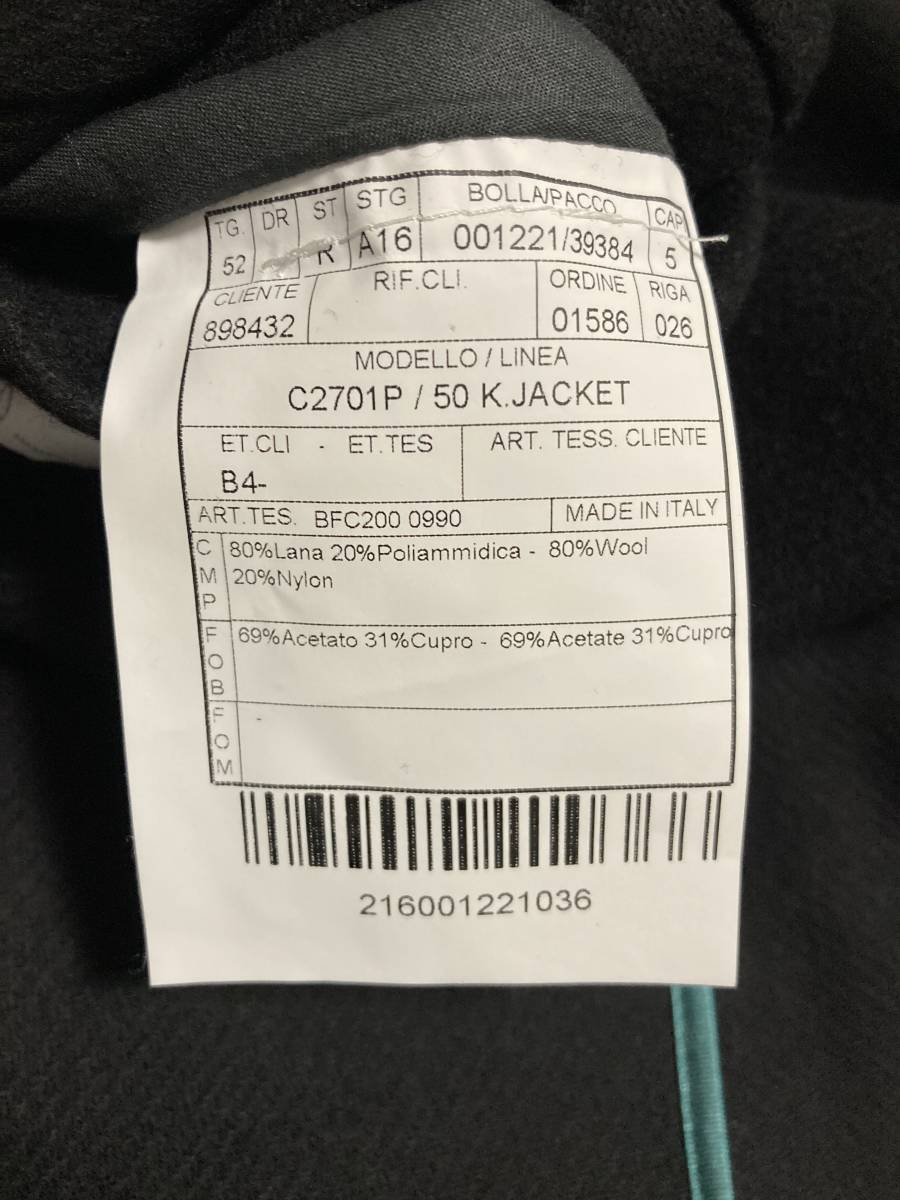 TG. DR ST STG BOLLA/PACCO CAP
52 R A16 001221/39384 5
CLIENTE RIF.CLI. ORDINE RIGA
898432 01586 026
MODELLO / LINEA
C2701P / 50 K.JACKET
ET.CLI - ET.TES ART. TESS. CLIENTE
B4-
ART.TES. BFC200 0990 MADE IN ITALY
CMP 80%Lana 20%Poliammidica - 80%Wool
20%Nylon
FOB 69%Acetato 31%Cupro - 69%Acetate 31%Cupro
FOM
216001221036